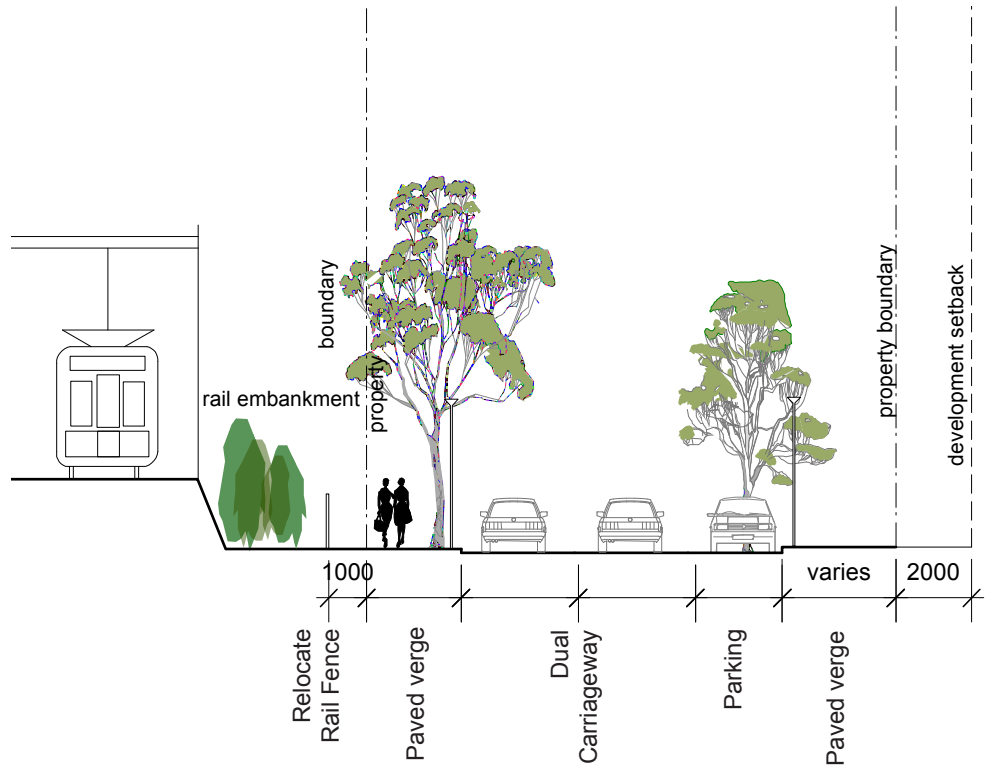 rail embankment
property
boundary
property boundary
development setback
1000
varies
2000
Relocate
Rail Fence
Paved verge
Dual
Carriageway
Parking
Paved verge